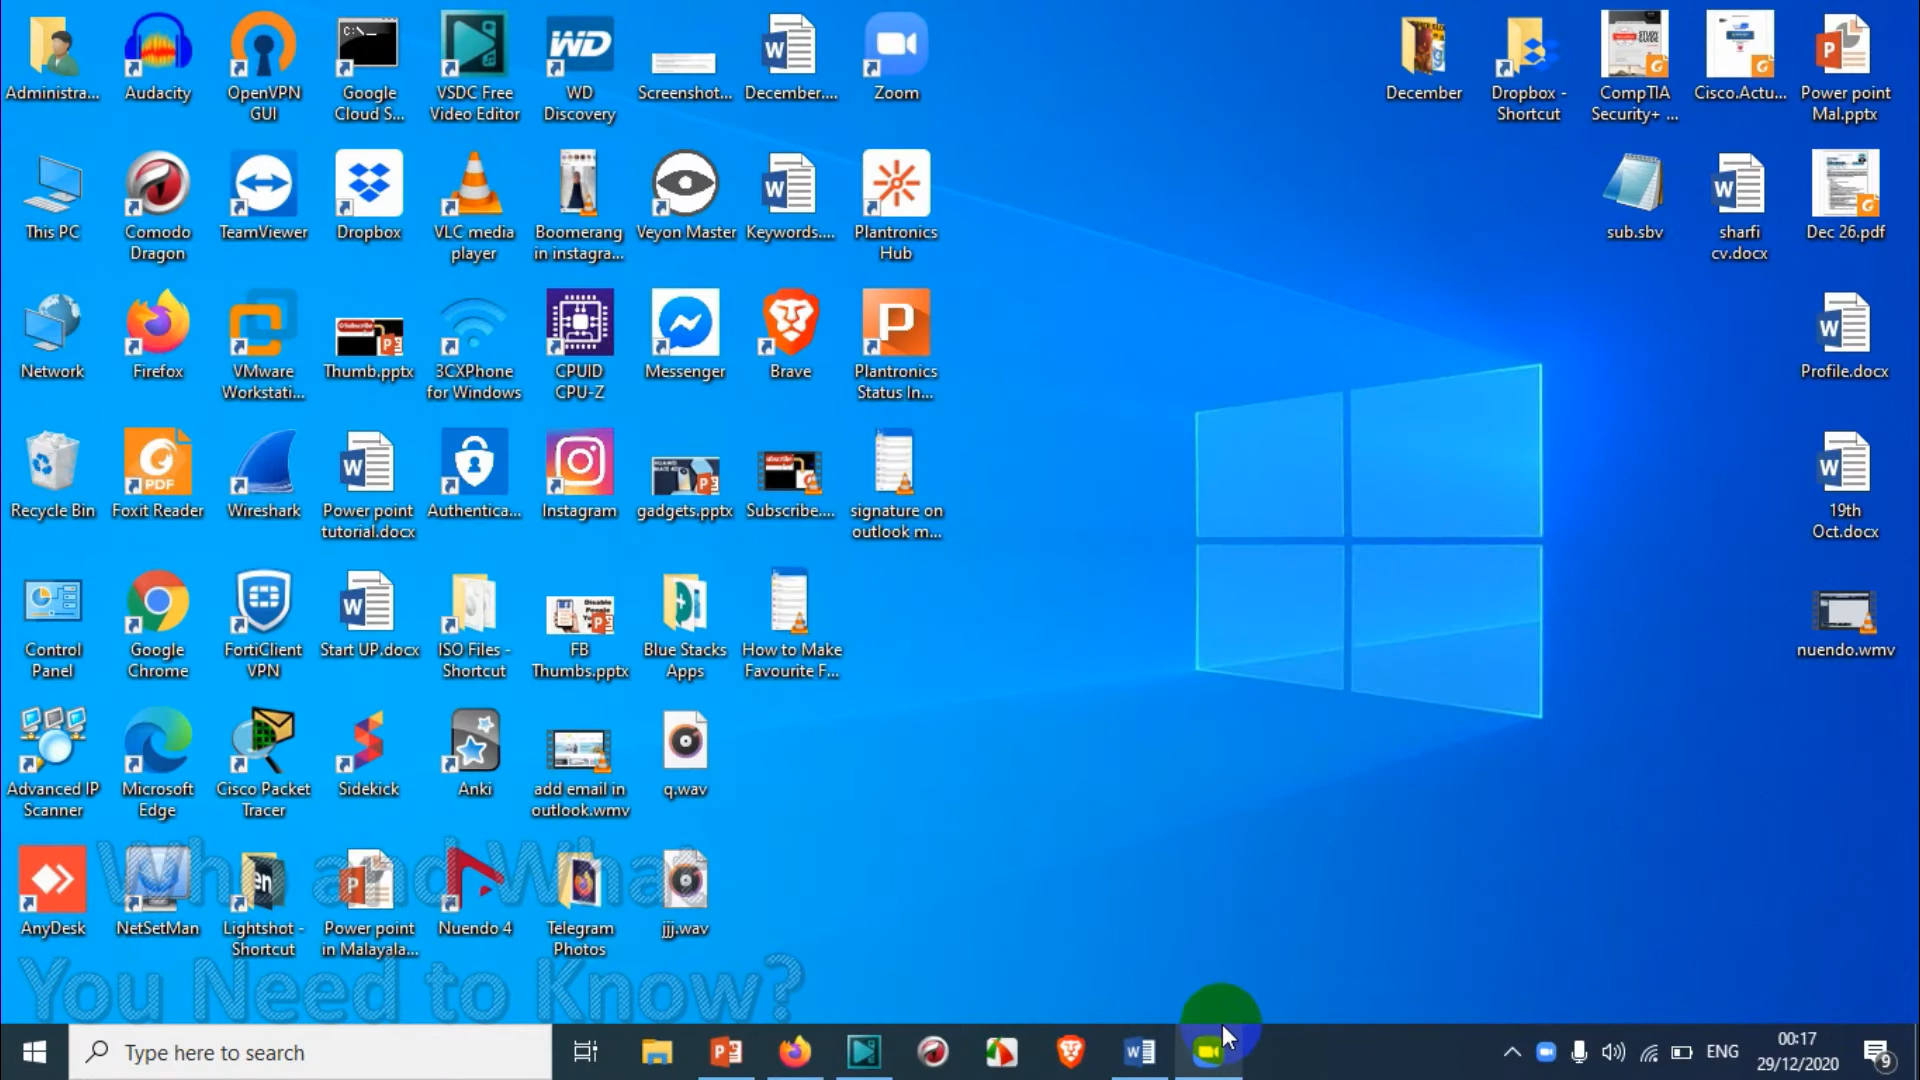 Administra...
Audacity
OpenVPN
GUI
Google
Cloud S...
VSDC Free
Video Editor
WD
Discovery
Screenshot...
December....
Zoom
December
Dropbox -
Shortcut
CompTIA
Security+ ...
Cisco.Actu...
Power point
Mal.pptx
This PC
Comodo
Dragon
TeamViewer
Dropbox
VLC media
player
Boomerang
in instagra...
Veyon Master
Keywords....
Plantronics
Hub
sub.sbv
sharfi
cv.docx
Dec 26.pdf
Network
Firefox
VMware
Workstati...
Thumb.pptx
3CXPhone
for Windows
CPUID
CPU-Z
Messenger
Brave
Plantronics
Status In...
Profile.docx
Recycle Bin
Foxit Reader
Wireshark
Power point
tutorial.docx
Authentica...
Instagram
gadgets.pptx
Subscribe....
signature on
outlook m...
19th
Oct.docx
Control
Panel
Google
Chrome
FortiClient
VPN
Start UP.docx
ISO Files -
Shortcut
FB
Thumbs.pptx
Blue Stacks
Apps
How to Make
Favourite F...
nuendo.wmv
Advanced IP
Scanner
Microsoft
Edge
Cisco Packet
Tracer
Sidekick
Anki
add email in
outlook.wmv
q.wav
AnyDesk
NetSetMan
Lightshot -
Shortcut
Power point
in Malayala...
Nuendo 4
Telegram
Photos
jjj.wav
Who and What
You Need to Know?
Type here to search
ENG
00:17
29/12/2020
9